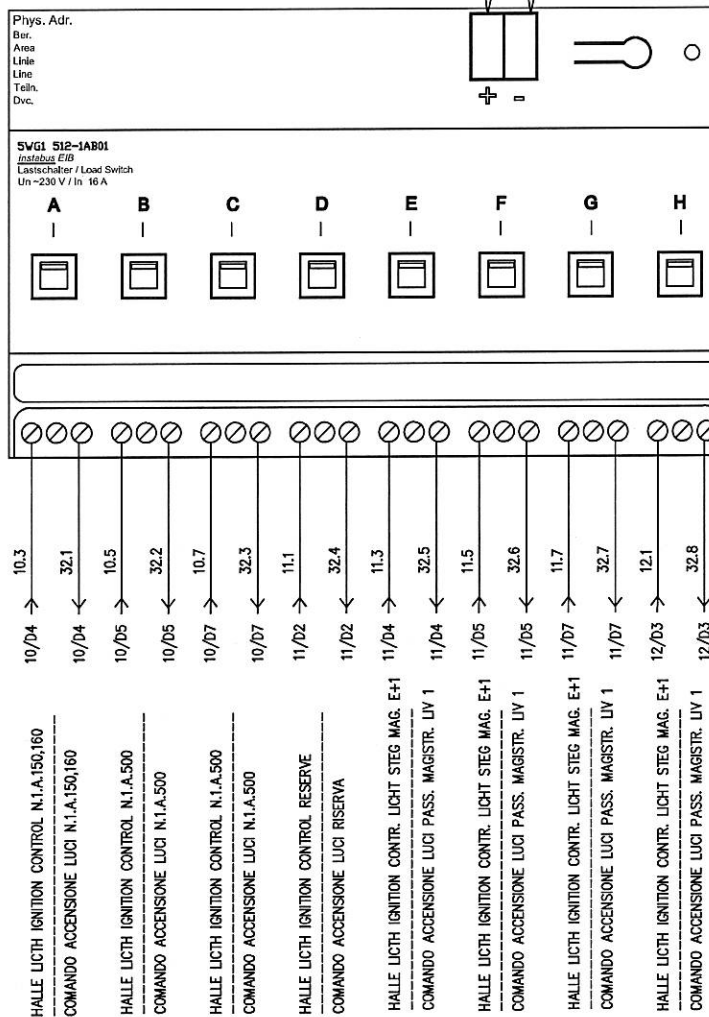 Phys. Adr.
Ber.
Area
Linie
Line
Teiln.
Dvc.
+ -
5WG1 512-1AB01
instabus EIB
Lastschalter / Load Switch
Un ~230 V / In 16 A
A B C D E F G H
10.3 32.1 10.5 32.2 10.7 32.3 11.1 32.4 11.3 32.5 11.5 32.6 11.7 32.7 12.1 32.8
10/D4 10/D4 10/D5 10/D5 10/D7 10/D7 11/D2 11/D2 11/D4 11/D4 11/D5 11/D5 11/D7 11/D7 12/D3 12/D3
HALLE LICTH IGNITION CONTROL N.1.A.150,160
COMANDO ACCENSIONE LUCI N.1.A.150,160
HALLE LICTH IGNITION CONTROL N.1.A.500
COMANDO ACCENSIONE LUCI N.1.A.500
HALLE LICTH IGNITION CONTROL N.1.A.500
COMANDO ACCENSIONE LUCI N.1.A.500
HALLE LICTH IGNITION CONTROL RESERVE
COMANDO ACCENSIONE LUCI RISERVA
HALLE LICTH IGNITION CONTR. LICHT STEG MAG. E+1
COMANDO ACCENSIONE LUCI PASS. MAGISTR. LIV 1
HALLE LICTH IGNITION CONTR. LICHT STEG MAG. E+1
COMANDO ACCENSIONE LUCI PASS. MAGISTR. LIV 1
HALLE LICTH IGNITION CONTR. LICHT STEG MAG. E+1
COMANDO ACCENSIONE LUCI PASS. MAGISTR. LIV 1
HALLE LICTH IGNITION CONTR. LICHT STEG MAG. E+1
COMANDO ACCENSIONE LUCI PASS. MAGISTR. LIV 1